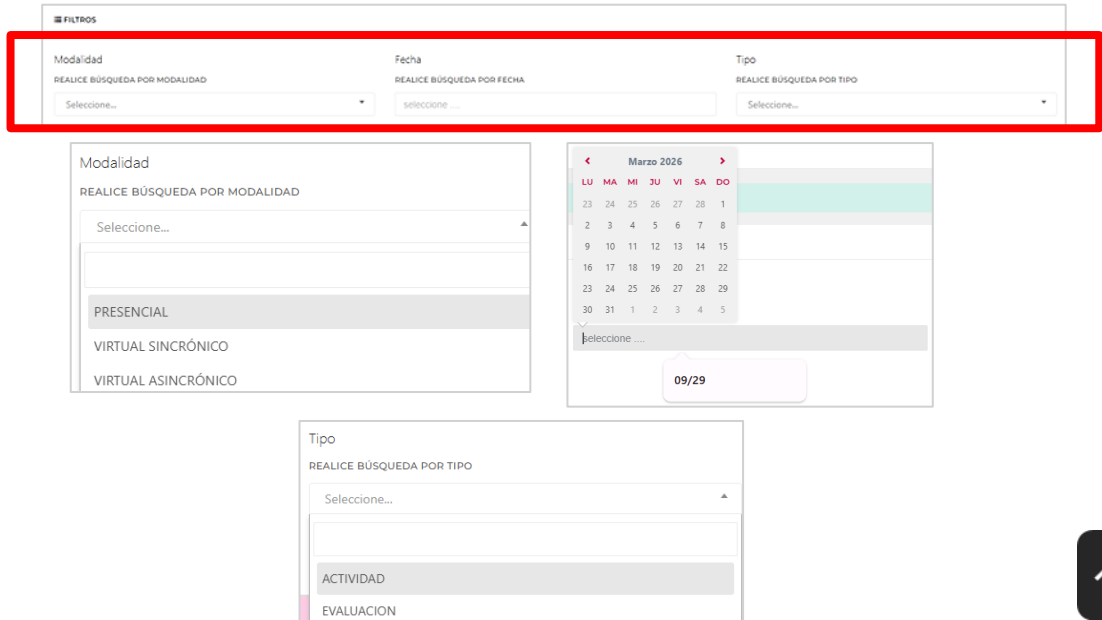 FILTROS
Modalidad Fecha Tipo
REALICE BÚSQUEDA POR MODALIDAD REALICE BÚSQUEDA POR FECHA REALICE BÚSQUEDA POR TIPO
Seleccione... seleccione .... Seleccione...
Modalidad
REALICE BÚSQUEDA POR MODALIDAD
Seleccione...
PRESENCIAL
VIRTUAL SINCRÓNICO
VIRTUAL ASINCRÓNICO
Marzo 2026
LU MA MI JU VI SA DO
23 24 25 26 27 28 1
2 3 4 5 6 7 8
9 10 11 12 13 14 15
16 17 18 19 20 21 22
23 24 25 26 27 28 29
30 31 1 2 3 4 5
seleccione ....
09/29
Tipo
REALICE BÚSQUEDA POR TIPO
Seleccione...
ACTIVIDAD
EVALUACION